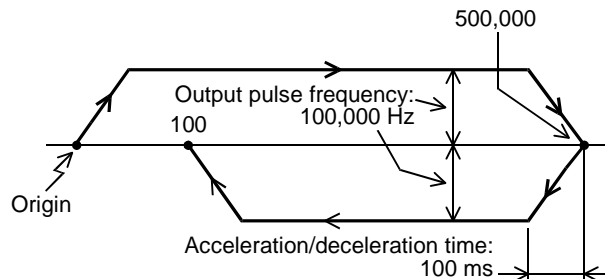 500,000
Output pulse frequency:
100,000 Hz
100
Origin
Acceleration/deceleration time:
100 ms